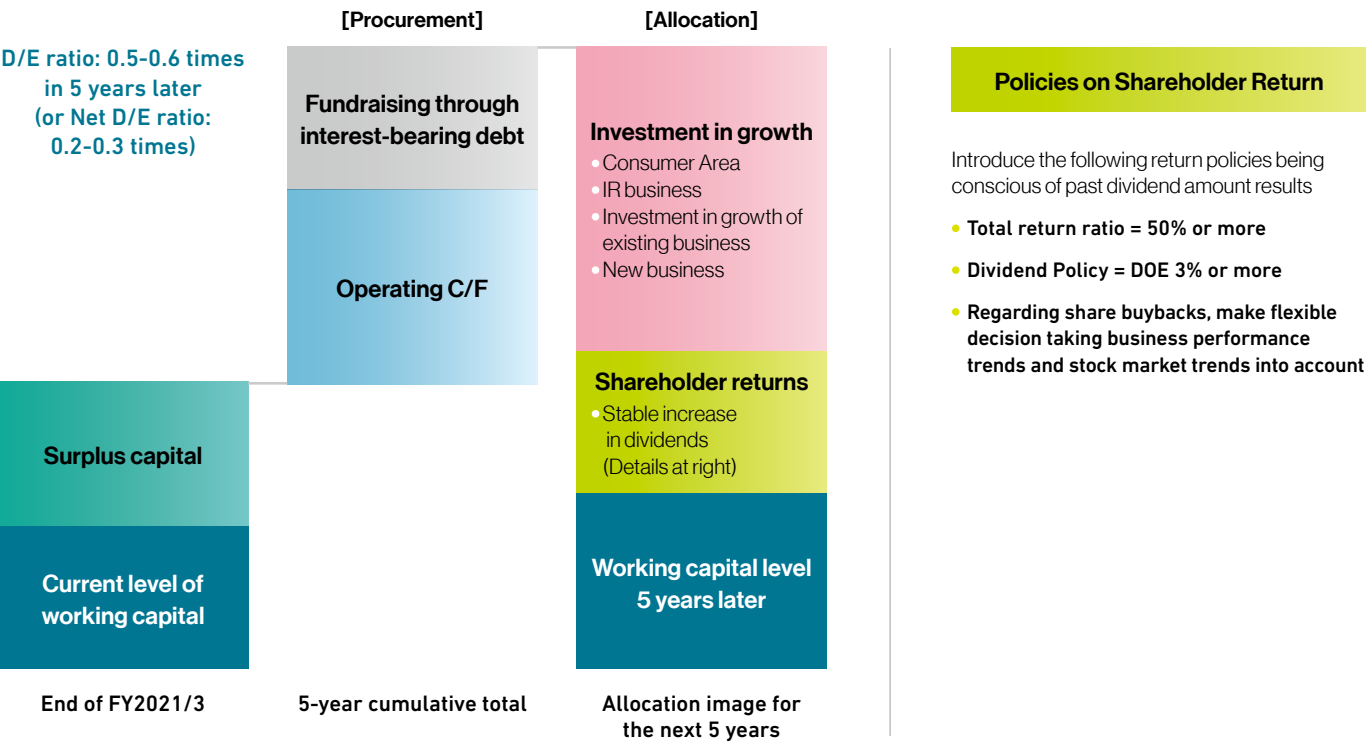 [Procurement]
[Allocation]
D/E ratio: 0.5-0.6 times
in 5 years later
(or Net D/E ratio:
0.2-0.3 times)
Fundraising through
interest-bearing debt
Operating C/F
Surplus capital
Current level of
working capital
Investment in growth
• Consumer Area
• IR business
• Investment in growth of
existing business
• New business
Shareholder returns
• Stable increase
in dividends
(Details at right)
Working capital level
5 years later
End of FY2021/3
5-year cumulative total
Allocation image for
the next 5 years
Policies on Shareholder Return
Introduce the following return policies being
conscious of past dividend amount results
• Total return ratio = 50% or more
• Dividend Policy = DOE 3% or more
• Regarding share buybacks, make flexible
decision taking business performance
trends and stock market trends into account